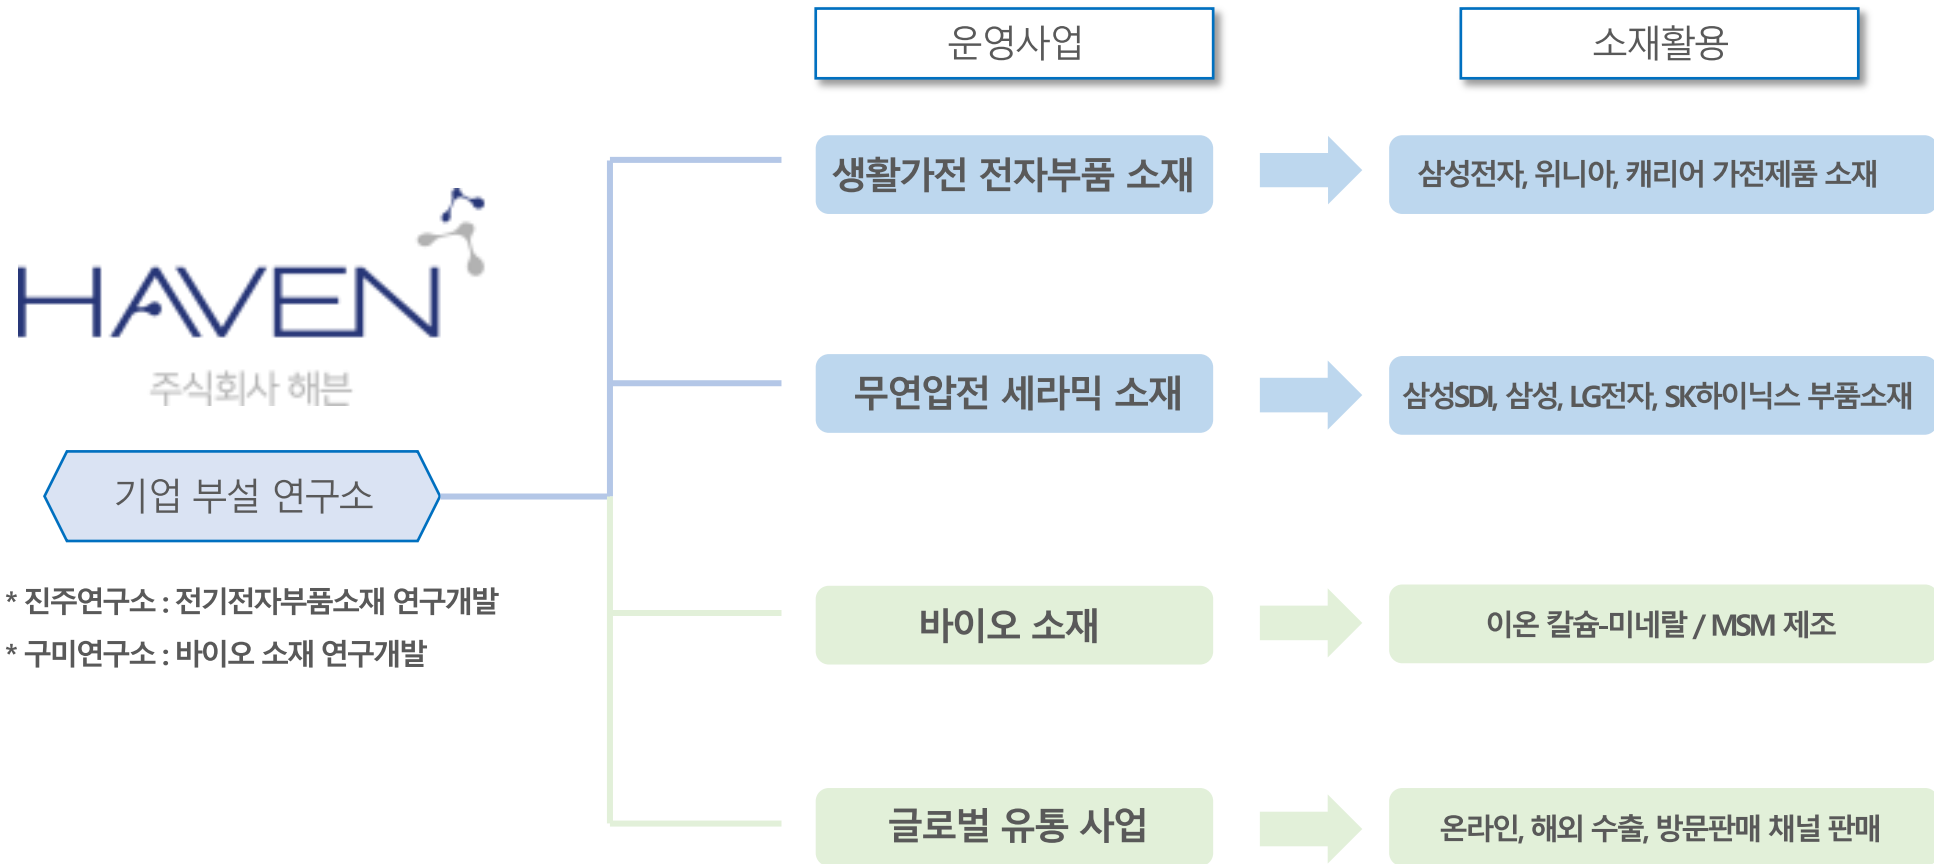 운영사업
소재활용
생활가전 전자부품 소재
삼성전자, 위니아, 캐리어 가전제품 소재
HAVEN
주식회사 해븐
무연압전 세라믹 소재
삼성SDI, 삼성, LG전자, SK하이닉스 부품소재
기업 부설 연구소
* 진주연구소 : 전기전자부품소재 연구개발
* 구미연구소 : 바이오 소재 연구개발
바이오 소재
이온 칼슘-미네랄 / MSM 제조
글로벌 유통 사업
온라인, 해외 수출, 방문판매 채널 판매